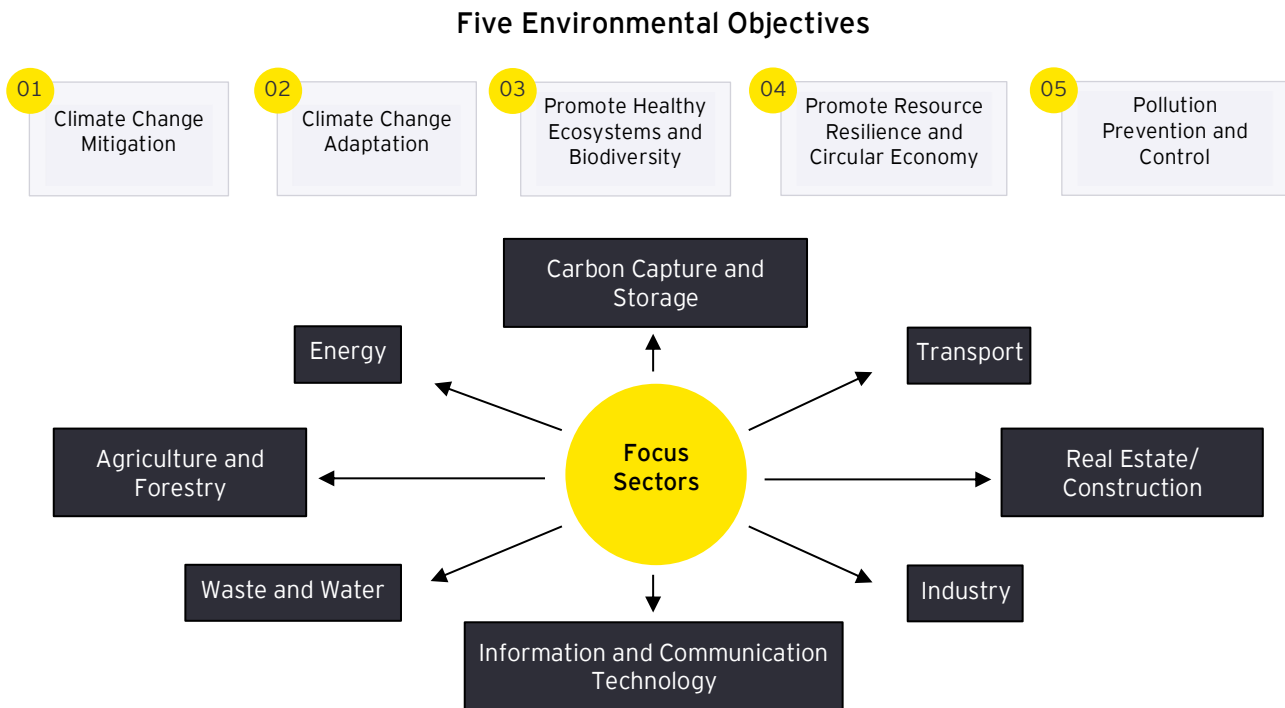 Five Environmental Objectives
01
Climate Change
Mitigation
02
Climate Change
Adaptation
03
Promote Healthy
Ecosystems and
Biodiversity
04
Promote Resource
Resilience and
Circular Economy
05
Pollution
Prevention and
Control
Carbon Capture and
Storage
Energy
Transport
Focus
Sectors
Agriculture and
Forestry
Real Estate/
Construction
Waste and Water
Industry
Information and Communication
Technology